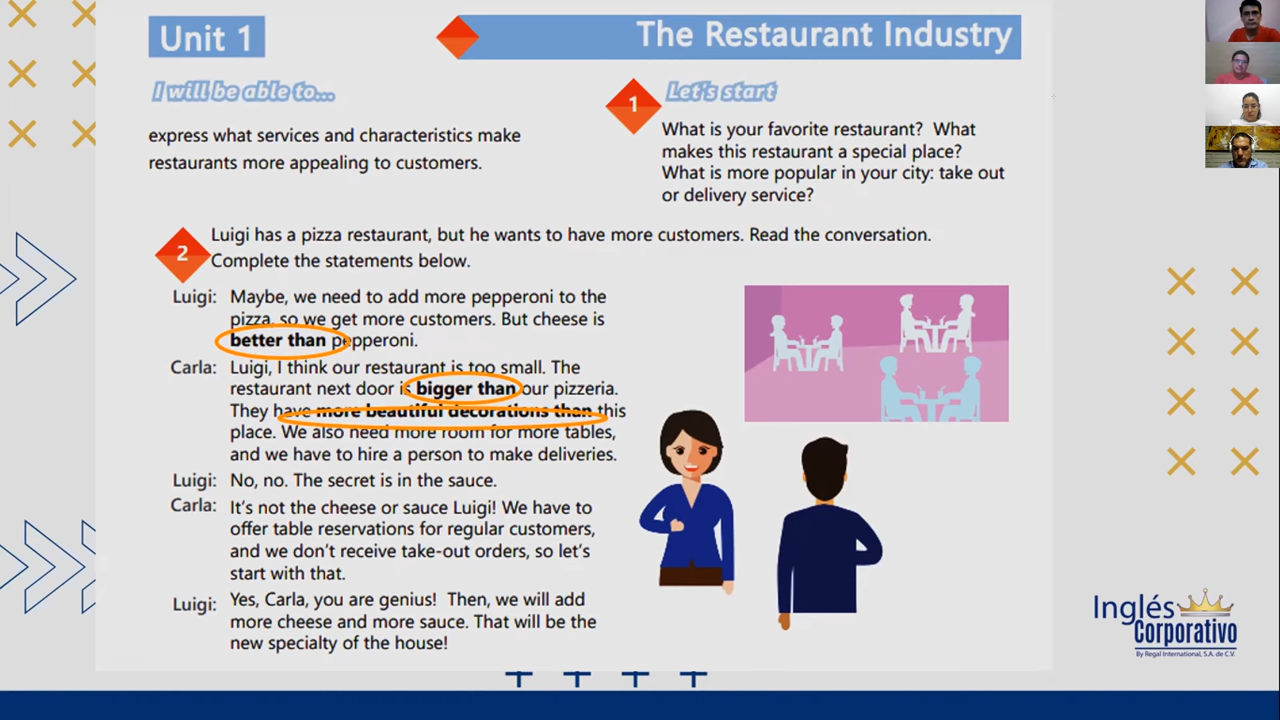 Unit 1
The Restaurant Industry
I will be able to...
express what services and characteristics make
restaurants more appealing to customers.
1
Let's start
What is your favorite restaurant? What
makes this restaurant a special place?
What is more popular in your city: take out
or delivery service?
2
Luigi has a pizza restaurant, but he wants to have more customers. Read the conversation.
Complete the statements below.
Luigi: Maybe, we need to add more pepperoni to the
pizza, so we get more customers. But cheese is
better than pepperoni.
Carla: Luigi, I think our restaurant is too small. The
restaurant next door is bigger than our pizzeria.
They have more beautiful decorations than this
place. We also need more room for more tables,
and we have to hire a person to make deliveries.
Luigi: No, no. The secret is in the sauce.
Carla: It's not the cheese or sauce Luigi! We have to
offer table reservations for regular customers,
and we don't receive take-out orders, so let's
start with that.
Luigi: Yes, Carla, you are genius! Then, we will add
more cheese and more sauce. That will be the
new specialty of the house!
Inglés
Corporativo
By Regal International, S.A. de C.V.